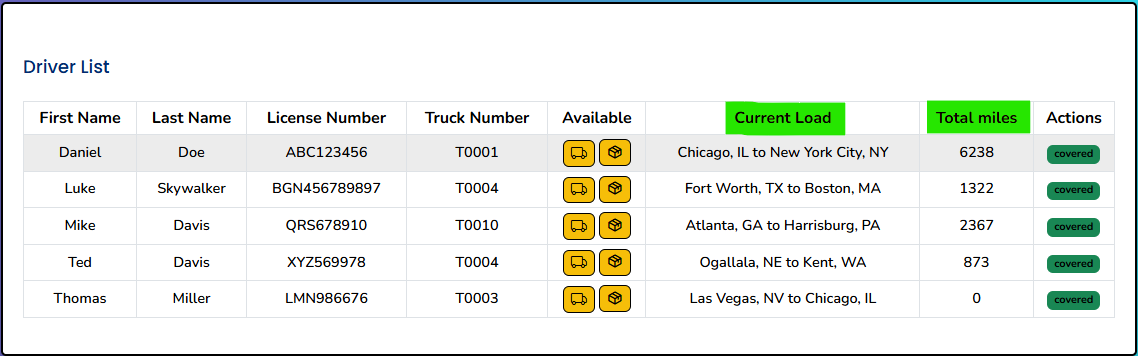 Driver List
First Name Last Name License Number Truck Number Available Current Load Total miles Actions
Daniel Doe ABC123456 T0001 Chicago, IL to New York City, NY 6238 covered
Luke Skywalker BGN456789897 T0004 Fort Worth, TX to Boston, MA 1322 covered
Mike Davis QRS678910 T0010 Atlanta, GA to Harrisburg, PA 2367 covered
Ted Davis XYZ569978 T0004 Ogallala, NE to Kent, WA 873 covered
Thomas Miller LMN986676 T0003 Las Vegas, NV to Chicago, IL 0 covered